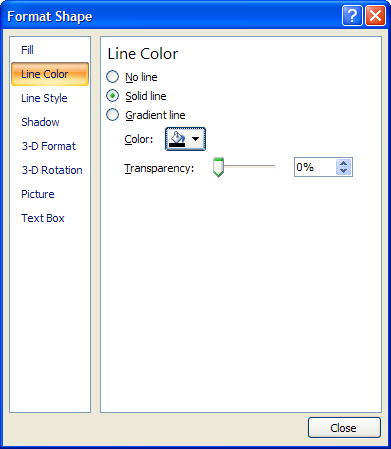 Format Shape
Fill
Line Color
Line Style
Shadow
3-D Format
3-D Rotation
Picture
Text Box
Line Color
No line
Solid line
Gradient line
Color:
Transparency: 0%
Close